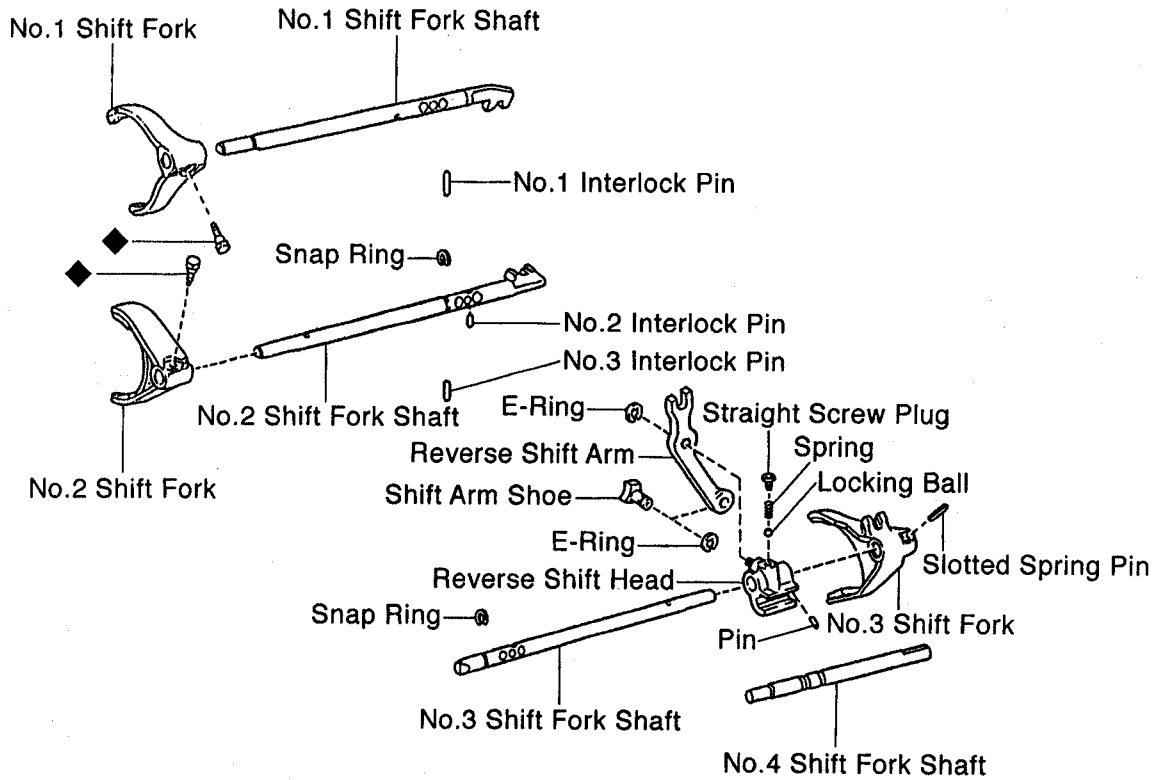 No.1 Shift Fork
No.1 Shift Fork Shaft
No.1 Interlock Pin
Snap Ring
No.2 Interlock Pin
No.3 Interlock Pin
No.2 Shift Fork Shaft
E-Ring
Straight Screw Plug
Reverse Shift Arm
Spring
No.2 Shift Fork
Shift Arm Shoe
Locking Ball
E-Ring
Slotted Spring Pin
Reverse Shift Head
Snap Ring
Pin
No.3 Shift Fork
No.3 Shift Fork Shaft
No.4 Shift Fork Shaft